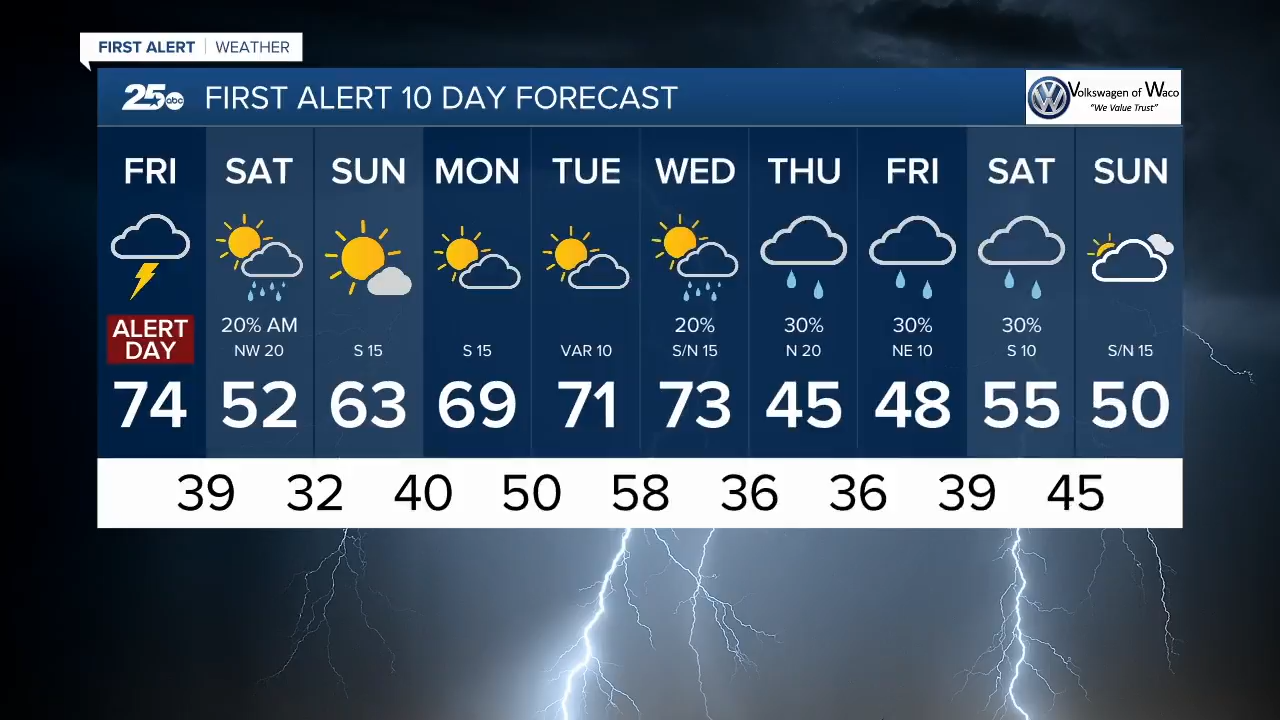 FIRST ALERT | WEATHER
25 abc FIRST ALERT 10 DAY FORECAST
Volkswagen of Waco
"We Value Trust"
FRI SAT SUN MON TUE WED THU FRI SAT SUN
ALERT DAY
20% AM 20% 30% 30% 30%
NW 20 S 15 S 15 VAR 10 S/N 15 N 20 NE 10 S 10 S/N 15
74 52 63 69 71 73 45 48 55 50
39 32 40 50 58 36 36 39 45